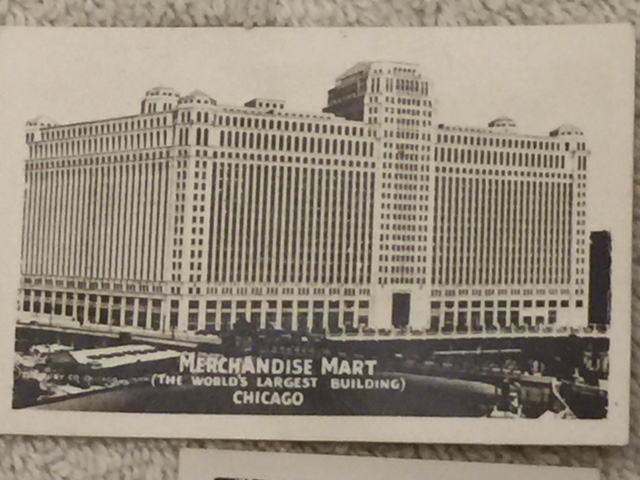 MERCHANDISE MART
(THE WORLD'S LARGEST BUILDING)
CHICAGO